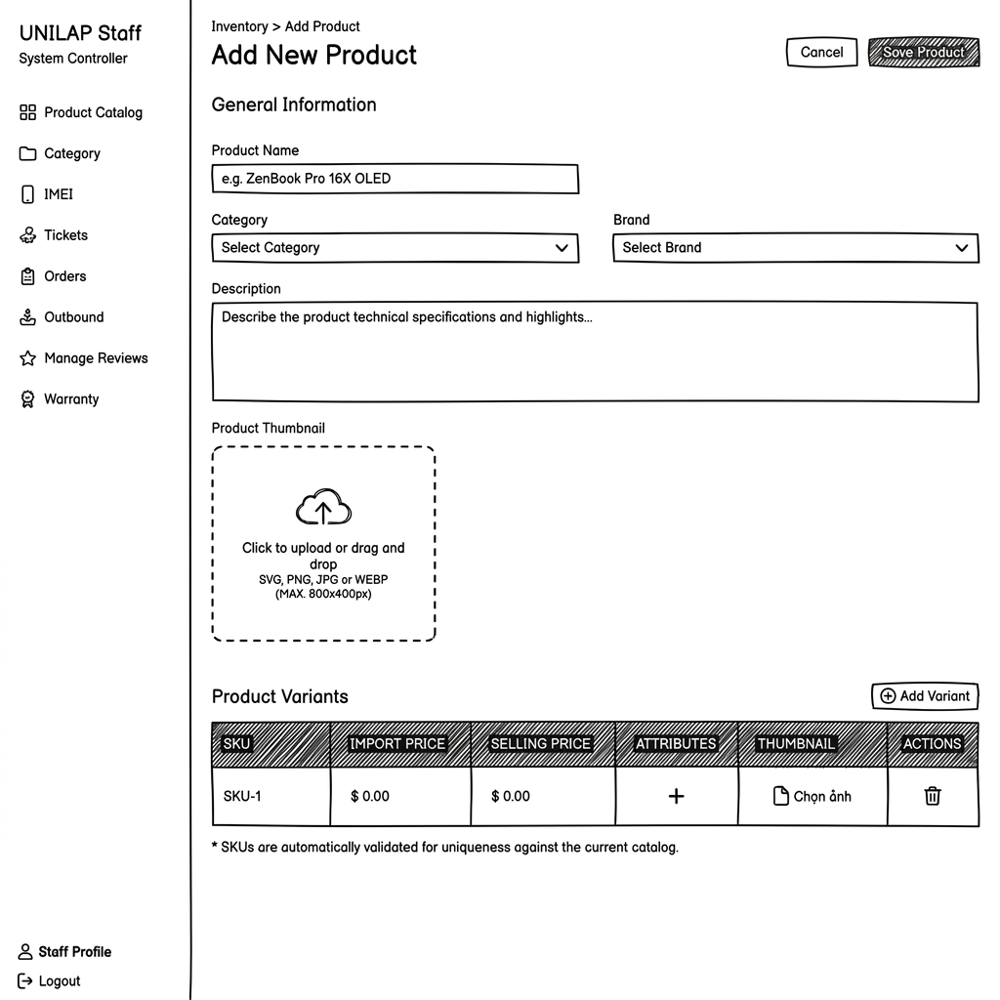 UNILAP Staff
System Controller
Product Catalog
Category
IMEI
Tickets
Orders
Outbound
Manage Reviews
Warranty
Staff Profile
Logout
Inventory > Add Product
Add New Product
Cancel
Sove Product
General Information
Product Name
e.g. ZenBook Pro 16X OLED
Category
Brand
Select Category
Select Brand
Description
Describe the product technical specifications and highlights...
Product Thumbnail
Click to upload or drag and
drop
SVG, PNG, JPG or WEBP
(MAX. 800x400px)
Product Variants
Add Variant
SKU IMPORT PRICE SELLING PRICE ATTRIBUTES THUMBNAIL ACTIONS
SKU-1 $ 0.00 $ 0.00 + Chọn ảnh
* SKUs are automatically validated for uniqueness against the current catalog.